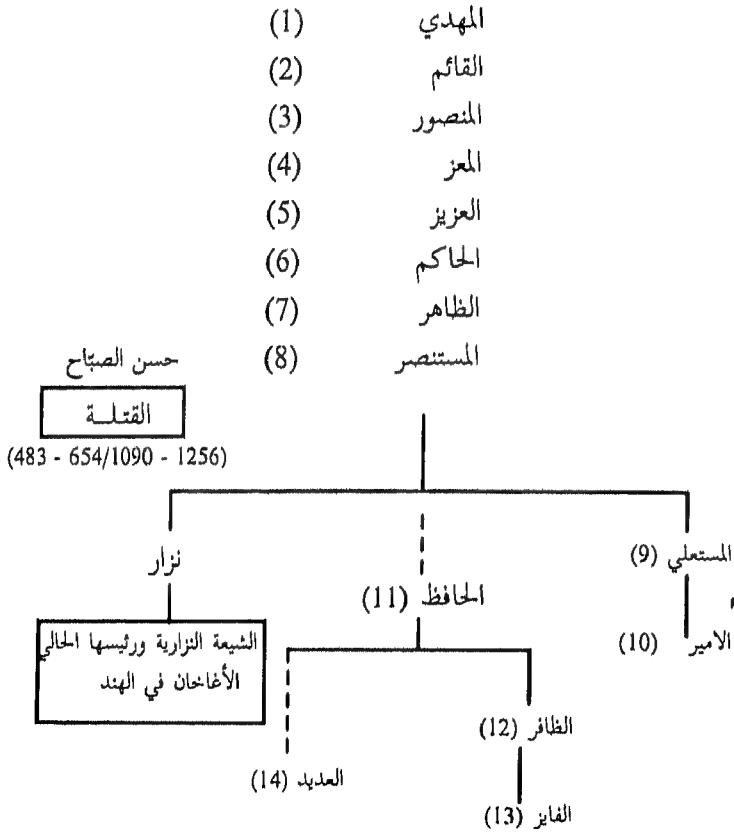 المهدي (1)
القائم (2)
المنصور (3)
المعز (4)
العزيز (5)
الحاكم (6)
الظاهر (7)
المستنصر (8)
حسن الصبّاح
القتلــة
(483 - 654/1090 - 1256)
المستعلي (9)
نزار
الحافظ (11)
الامير (10)
الشيعة النزارية ورئيسها الحالي
الأغاخان في الهند
الظافر (12)
العديد (14)
الفايز (13)